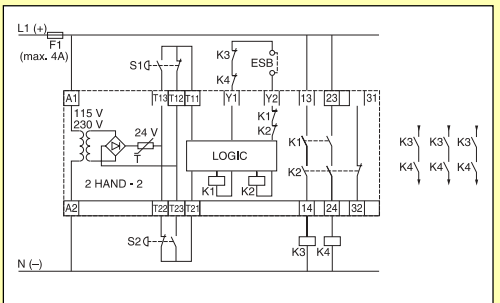 L1 (+)
F1
(max. 4A)
S1
K3
ESB
K4
A1
T13 T12 T11
Y1
Y2
13
23
31
115 V
230 V
24 V
K1
K2
K1
K2
LOGIC
K1
K2
2 HAND - 2
K3 K3 K3
K4 K4 K4
A2
T22 T23 T21
14
24
32
S2
K3
K4
N (–)